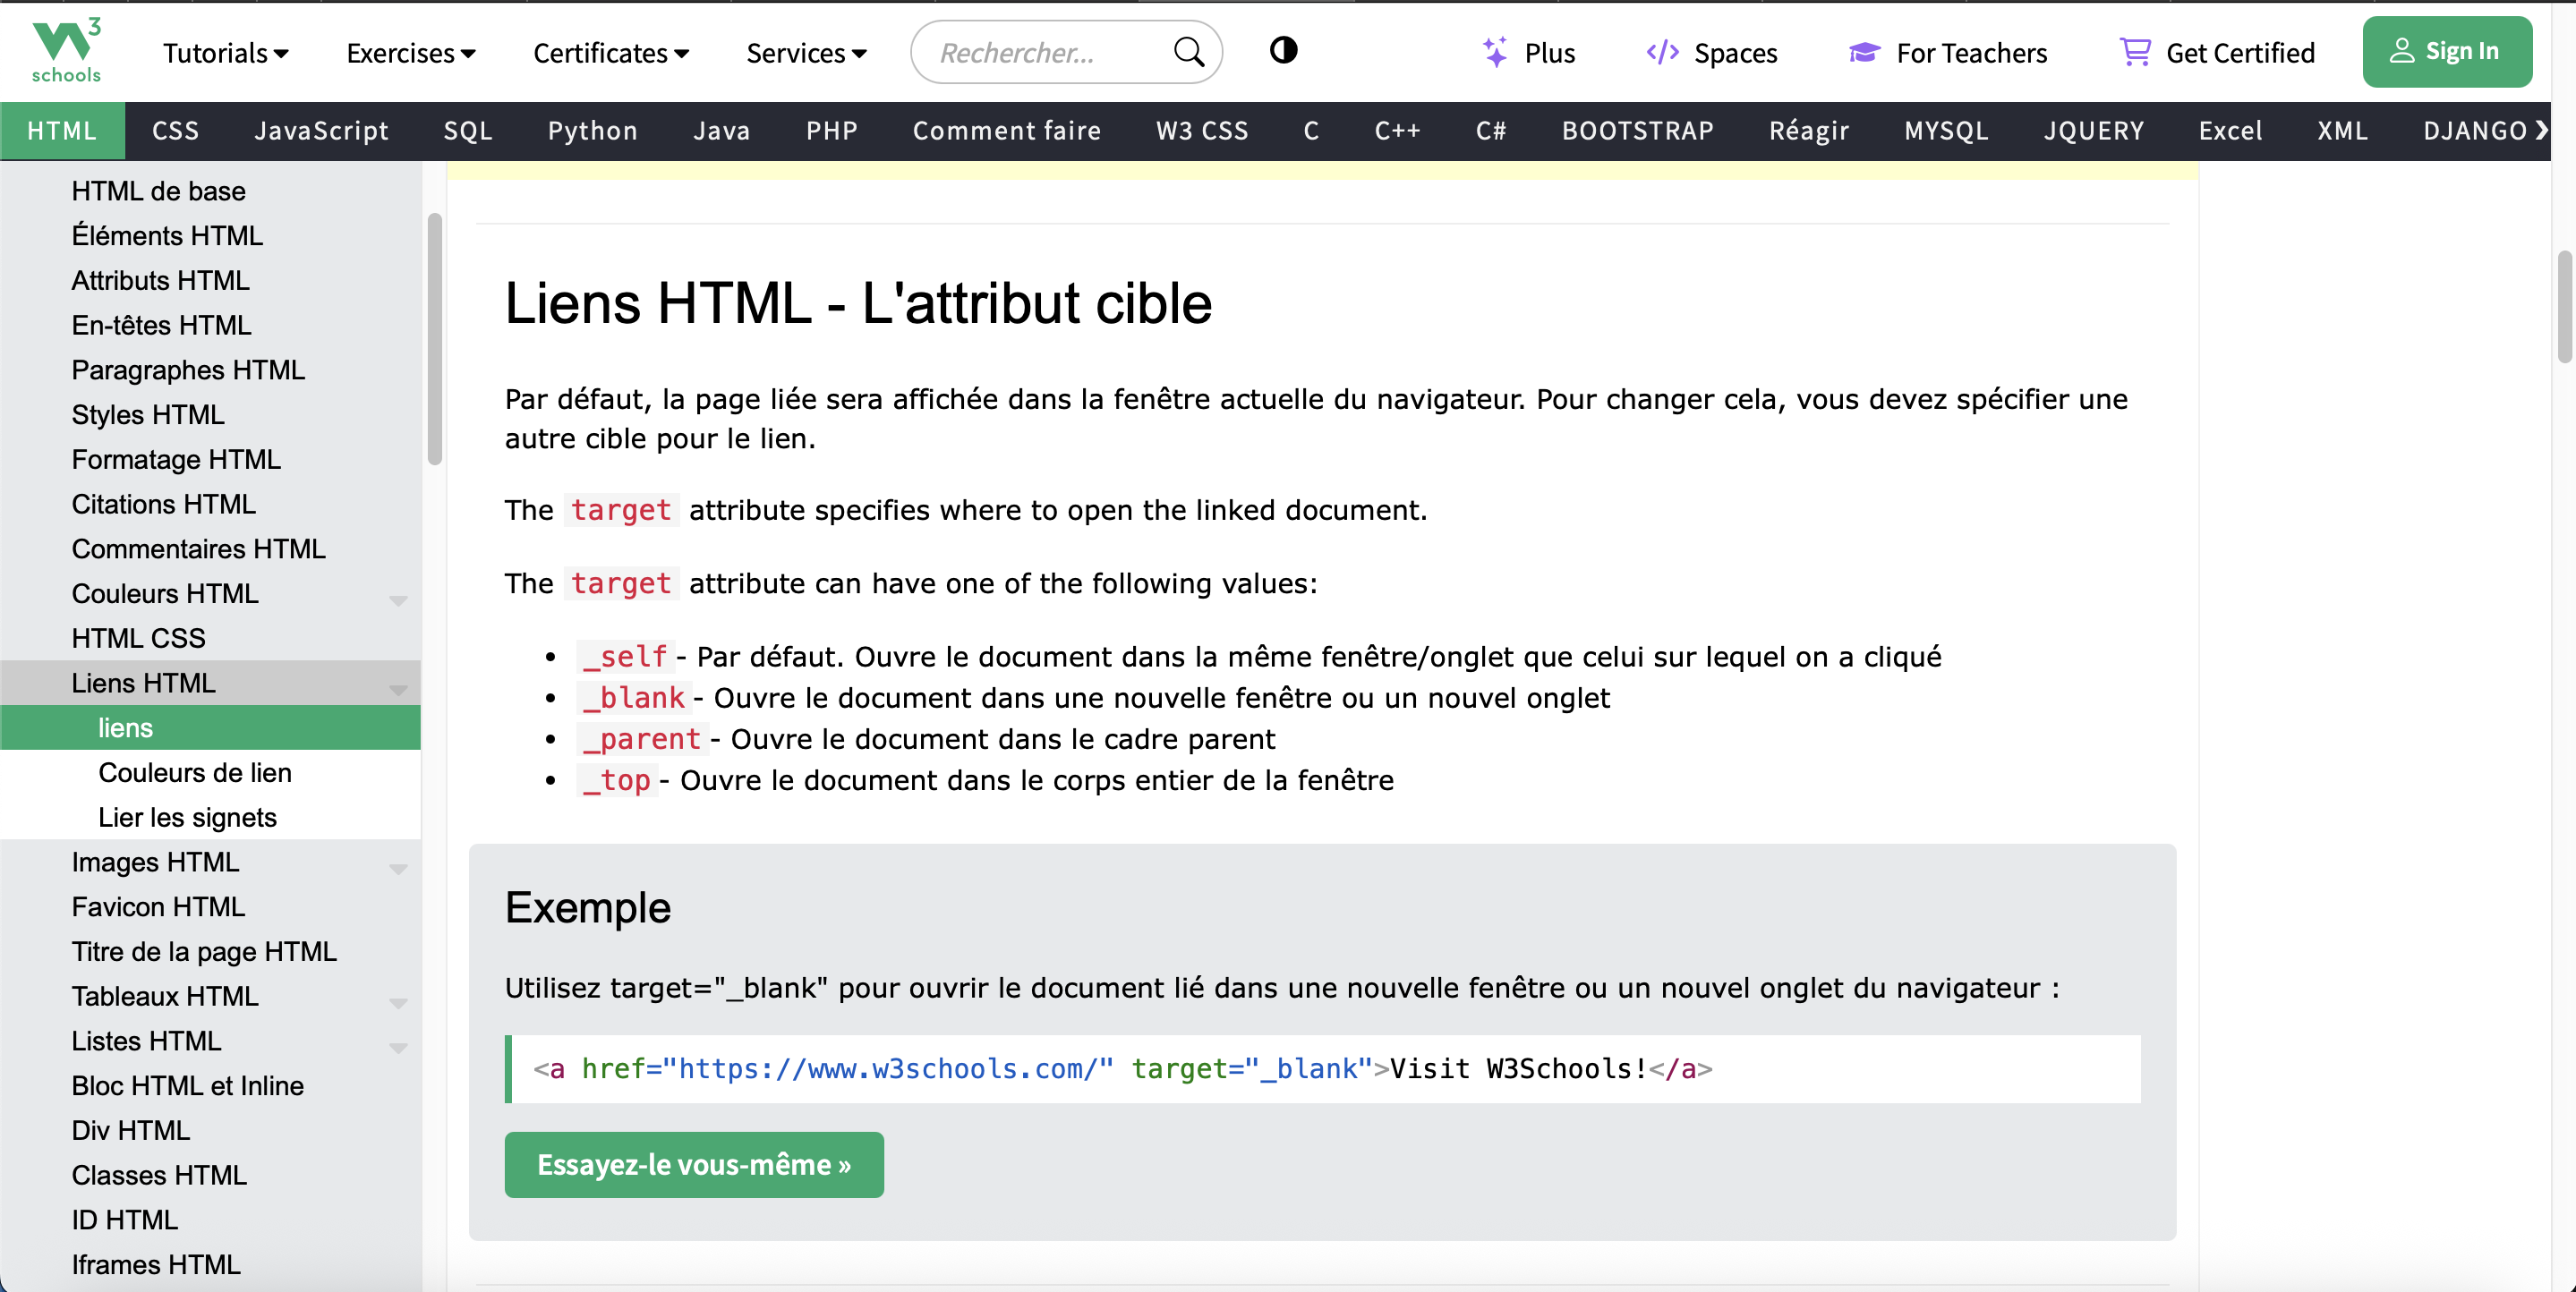 W3 schools
Tutorials Exercises Certificates Services Rechercher... Plus Spaces For Teachers Get Certified Sign In
HTML CSS JavaScript SQL Python Java PHP Comment faire W3 CSS C C++ C# BOOTSTRAP Réagir MYSQL JQUERY Excel XML DJANGO ❯
HTML de base
Éléments HTML
Attributs HTML
En-têtes HTML
Paragraphes HTML
Styles HTML
Formatage HTML
Citations HTML
Commentaires HTML
Couleurs HTML
HTML CSS
Liens HTML
liens
Couleurs de lien
Lier les signets
Images HTML
Favicon HTML
Titre de la page HTML
Tableaux HTML
Listes HTML
Bloc HTML et Inline
Div HTML
Classes HTML
ID HTML
Iframes HTML
Liens HTML - L'attribut cible
Par défaut, la page liée sera affichée dans la fenêtre actuelle du navigateur. Pour changer cela, vous devez spécifier une
autre cible pour le lien.
The target attribute specifies where to open the linked document.
The target attribute can have one of the following values:
• _self - Par défaut. Ouvre le document dans la même fenêtre/onglet que celui sur lequel on a cliqué
• _blank - Ouvre le document dans une nouvelle fenêtre ou un nouvel onglet
• _parent - Ouvre le document dans le cadre parent
• _top - Ouvre le document dans le corps entier de la fenêtre
Exemple
Utilisez target="_blank" pour ouvrir le document lié dans une nouvelle fenêtre ou un nouvel onglet du navigateur :
<a href="https://www.w3schools.com/" target="_blank">Visit W3Schools!</a>
Essayez-le vous-même »